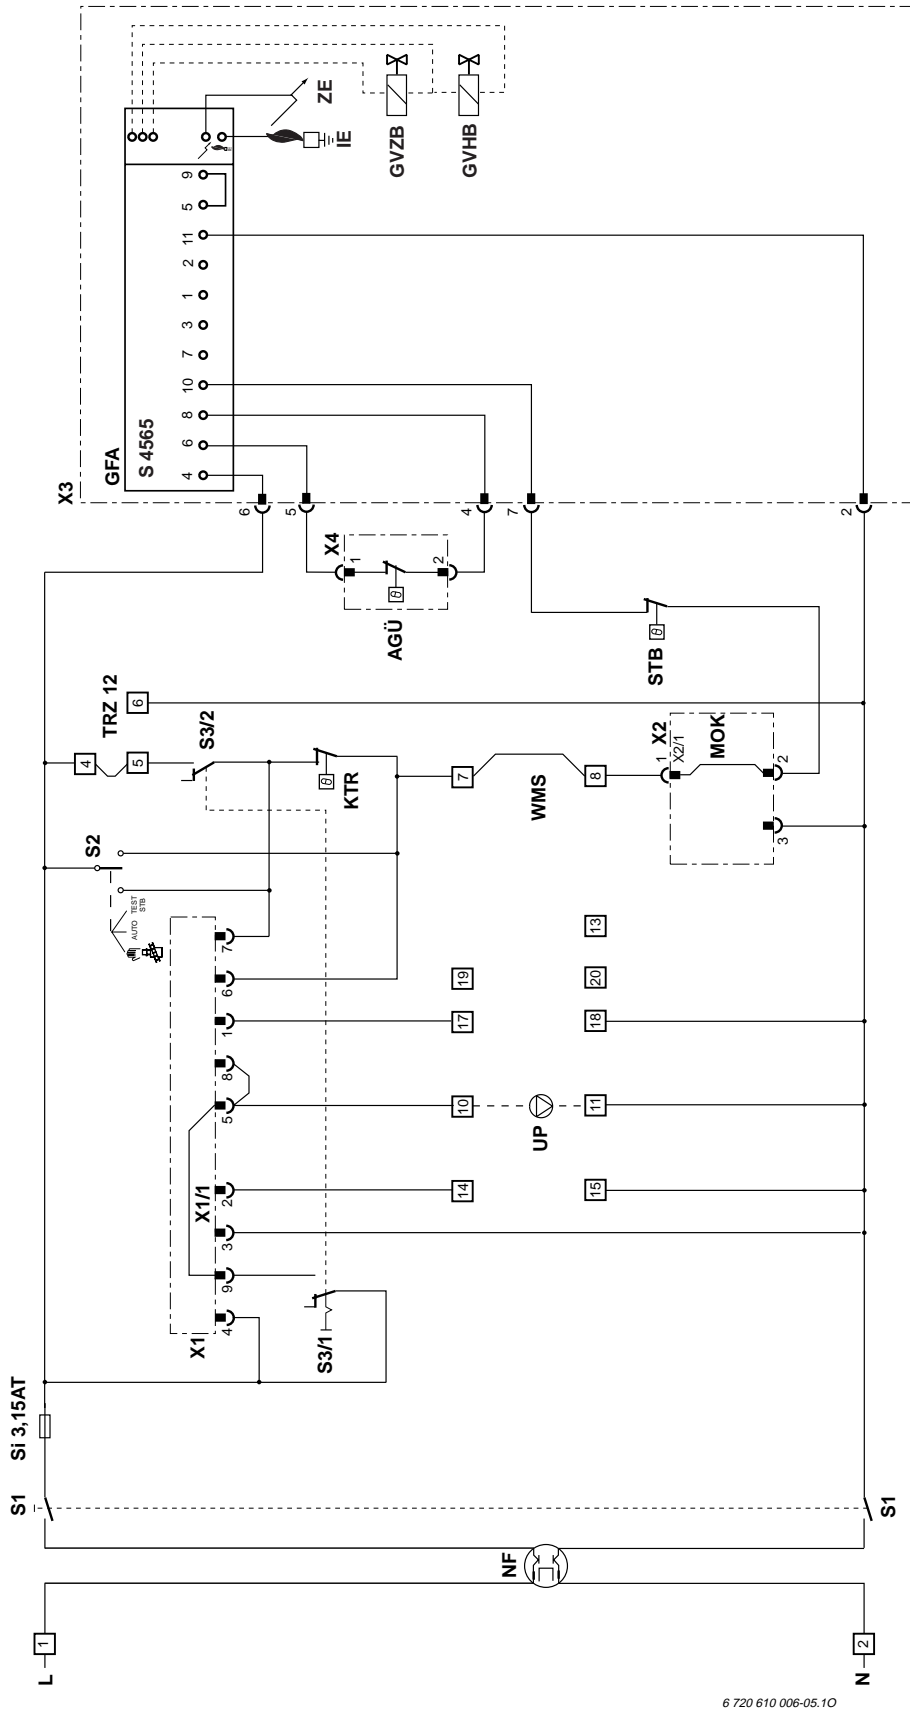 X3
GFA
S 4565
4
6
8
10
7
3
1
2
11
5
9
ZE
IE
GVZB
GVHB
6
5
4
7
2
X4
1
2
AGÜ
θ
STB
θ
TRZ 12
6
4
5
S3/2
KTR
θ
S2
AUTO
TEST
STB
7
WMS
8
X2
1
X2/1
MOK
2
3
7
6
1
8
5
2
3
9
4
X1/1
X1
S3/1
19
17
10
14
13
20
18
11
15
UP
Si 3,15AT
S1
S1
NF
L
1
N
2
6 720 610 006-05.1O